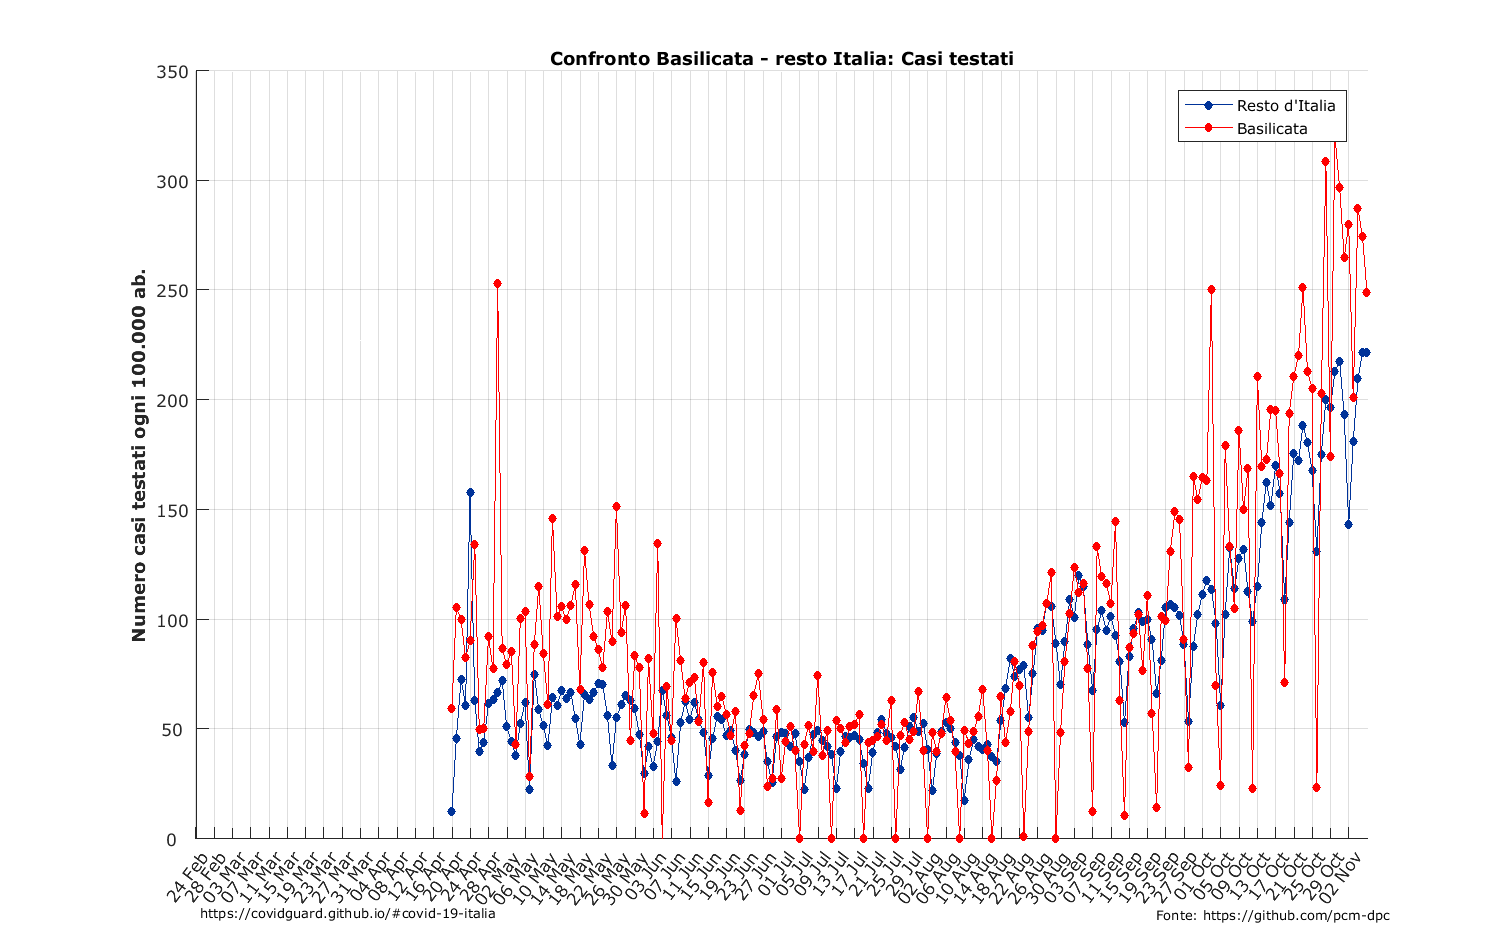 Confronto Basilicata - resto Italia: Casi testati
350
300
250
200
150
100
50
0
Numero casi testati ogni 100.000 ab.
Resto d'Italia
Basilicata
24 Feb
28 Feb
03 Mar
07 Mar
11 Mar
15 Mar
19 Mar
23 Mar
27 Mar
31 Mar
04 Apr
08 Apr
12 Apr
16 Apr
20 Apr
24 Apr
28 Apr
02 May
06 May
10 May
14 May
18 May
22 May
26 May
30 May
03 Jun
07 Jun
11 Jun
15 Jun
19 Jun
23 Jun
27 Jun
01 Jul
05 Jul
09 Jul
13 Jul
17 Jul
21 Jul
25 Jul
29 Jul
02 Aug
06 Aug
10 Aug
14 Aug
18 Aug
22 Aug
26 Aug
30 Aug
03 Sep
07 Sep
11 Sep
15 Sep
19 Sep
23 Sep
27 Sep
01 Oct
05 Oct
09 Oct
13 Oct
17 Oct
21 Oct
25 Oct
29 Oct
02 Nov
https://covidguard.github.io/#covid-19-italia
Fonte: https://github.com/pcm-dpc